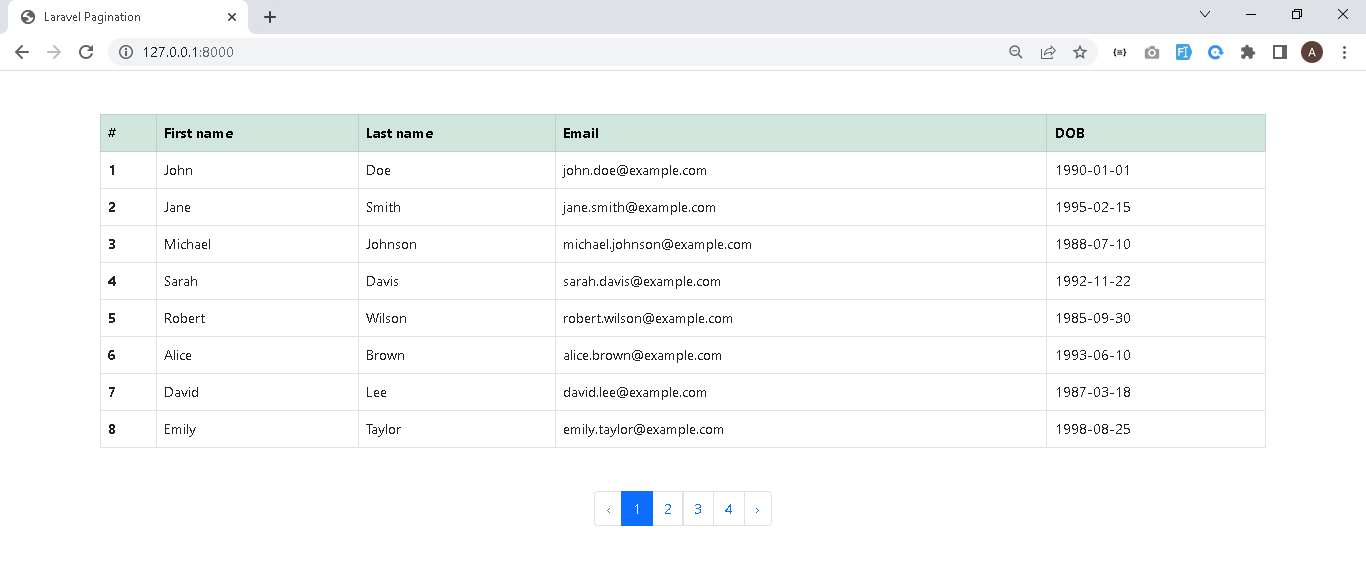 Laravel Pagination
127.0.0.1:8000
A
# First name Last name Email DOB
1 John Doe john.doe@example.com 1990-01-01
2 Jane Smith jane.smith@example.com 1995-02-15
3 Michael Johnson michael.johnson@example.com 1988-07-10
4 Sarah Davis sarah.davis@example.com 1992-11-22
5 Robert Wilson robert.wilson@example.com 1985-09-30
6 Alice Brown alice.brown@example.com 1993-06-10
7 David Lee david.lee@example.com 1987-03-18
8 Emily Taylor emily.taylor@example.com 1998-08-25
‹ 1 2 3 4 ›